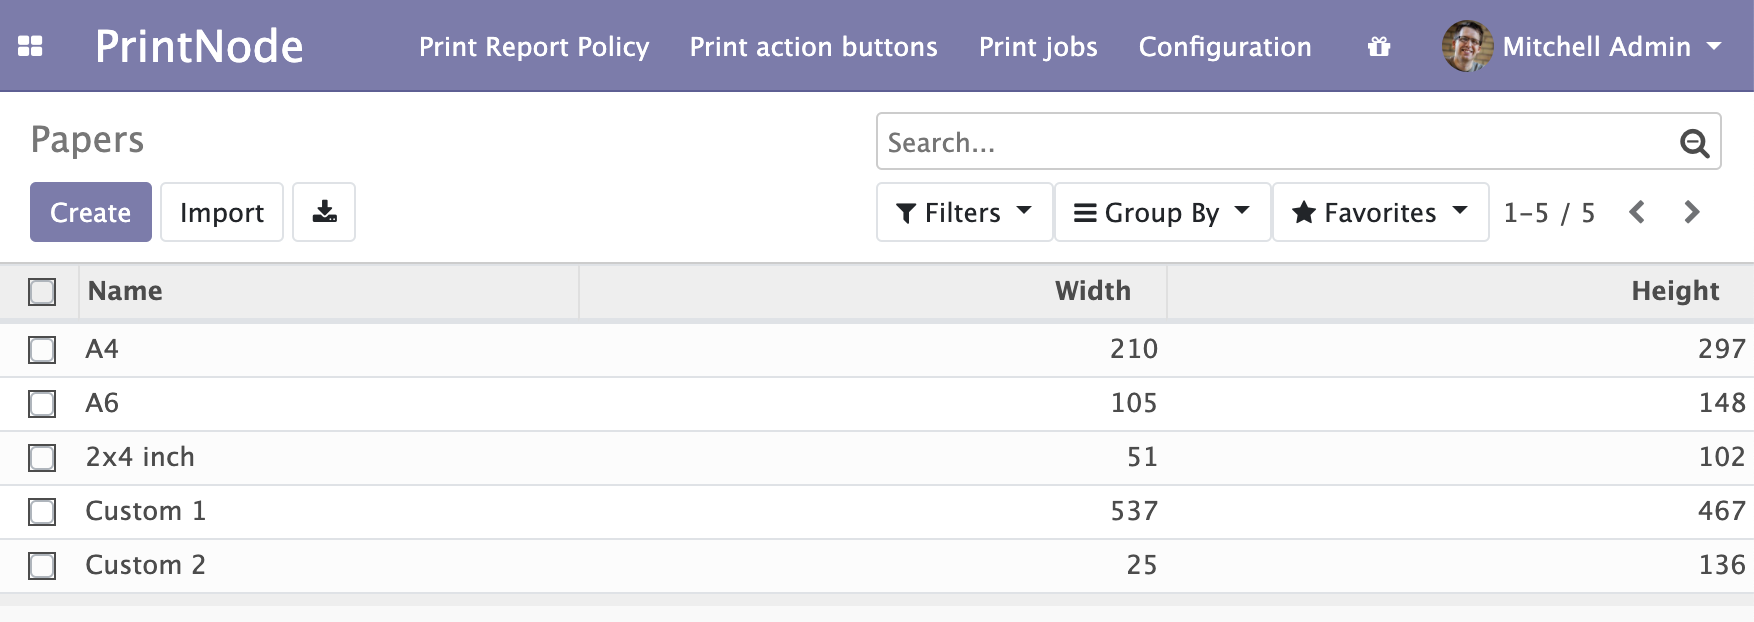 PrintNode Print Report Policy Print action buttons Print jobs Configuration Mitchell Admin
Papers
Search...
Create Import Filters Group By Favorites 1-5 / 5
Name Width Height
A4 210 297
A6 105 148
2x4 inch 51 102
Custom 1 537 467
Custom 2 25 136